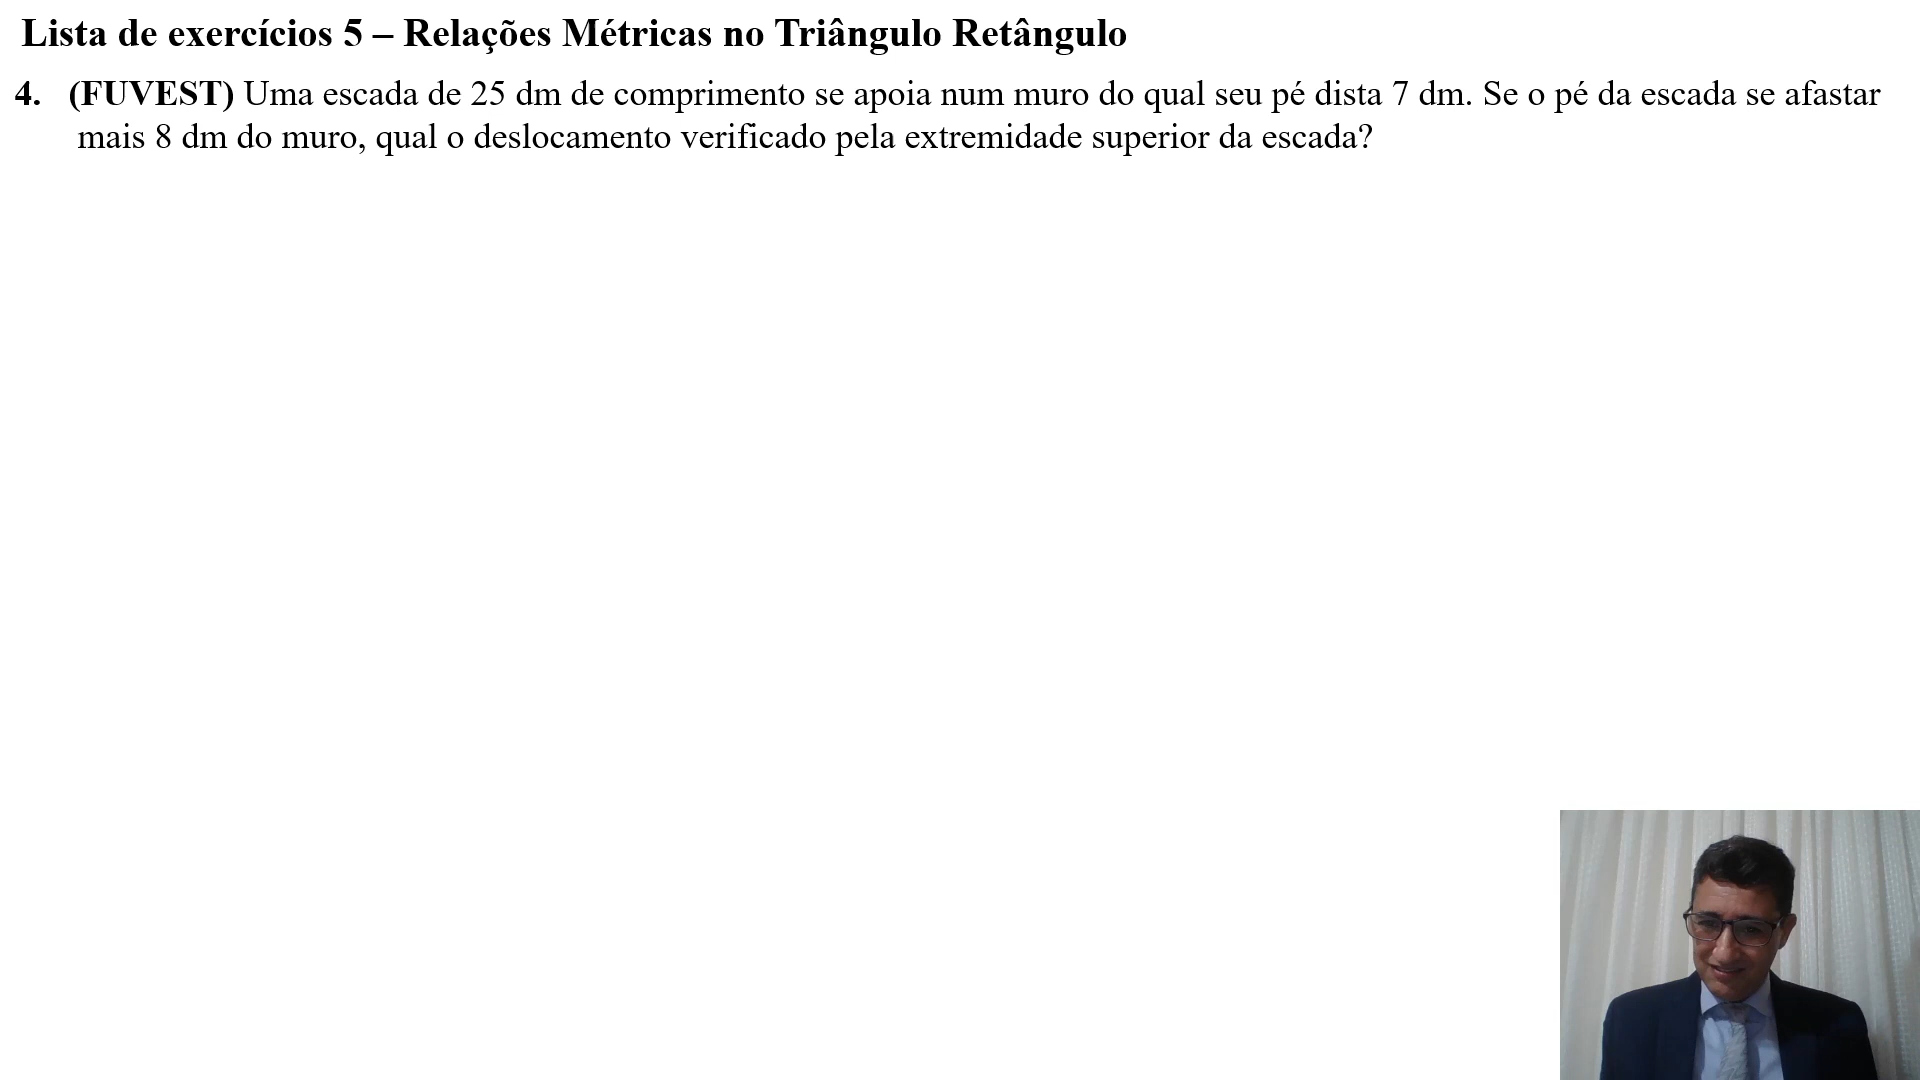 Lista de exercícios 5 – Relações Métricas no Triângulo Retângulo
4. (FUVEST) Uma escada de 25 dm de comprimento se apoia num muro do qual seu pé dista 7 dm. Se o pé da escada se afastar
mais 8 dm do muro, qual o deslocamento verificado pela extremidade superior da escada?